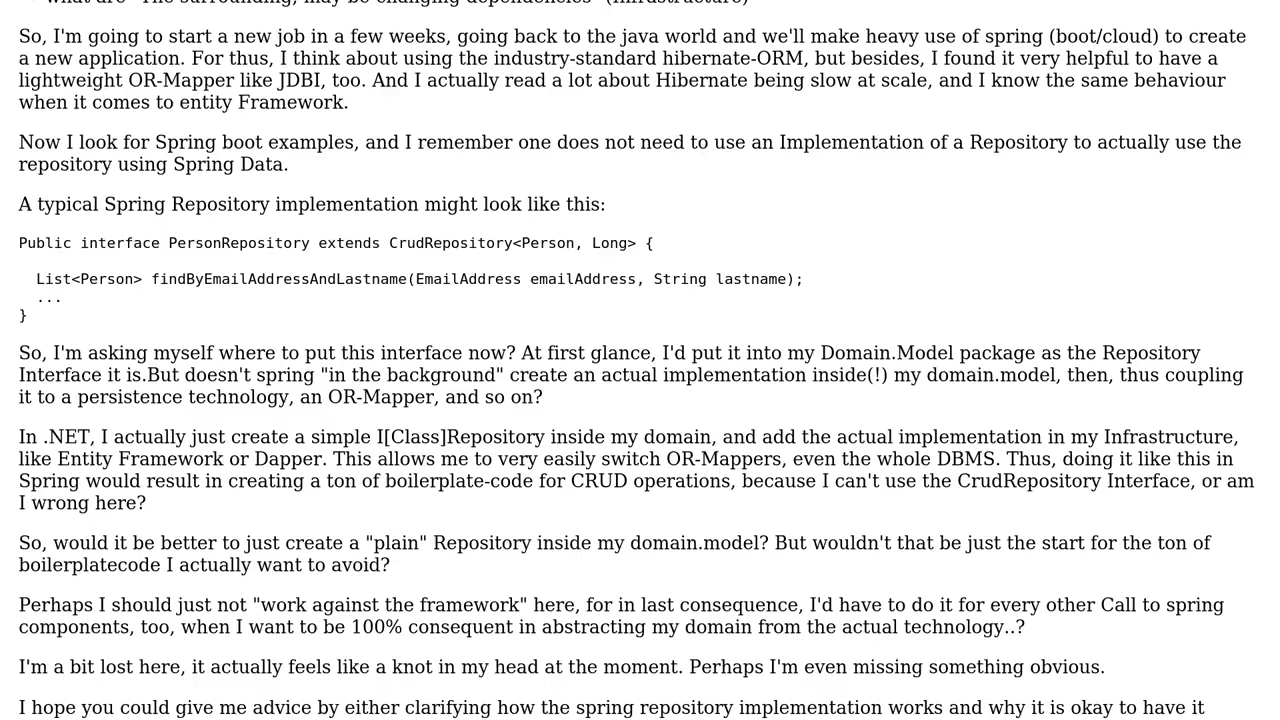 what are "The surrounding, may be changing dependencies" (Infrastructure)
So, I'm going to start a new job in a few weeks, going back to the java world and we'll make heavy use of spring (boot/cloud) to create
a new application. For thus, I think about using the industry-standard hibernate-ORM, but besides, I found it very helpful to have a
lightweight OR-Mapper like JDBI, too. And I actually read a lot about Hibernate being slow at scale, and I know the same behaviour
when it comes to entity Framework.
Now I look for Spring boot examples, and I remember one does not need to use an Implementation of a Repository to actually use the
repository using Spring Data.
A typical Spring Repository implementation might look like this:
Public interface PersonRepository extends CrudRepository<Person, Long> {
List<Person> findByEmailAddressAndLastname(EmailAddress emailAddress, String lastname);
...
}
So, I'm asking myself where to put this interface now? At first glance, I'd put it into my Domain.Model package as the Repository
Interface it is.But doesn't spring "in the background" create an actual implementation inside(!) my domain.model, then, thus coupling
it to a persistence technology, an OR-Mapper, and so on?
In .NET, I actually just create a simple I[Class]Repository inside my domain, and add the actual implementation in my Infrastructure,
like Entity Framework or Dapper. This allows me to very easily switch OR-Mappers, even the whole DBMS. Thus, doing it like this in
Spring would result in creating a ton of boilerplate-code for CRUD operations, because I can't use the CrudRepository Interface, or am
I wrong here?
So, would it be better to just create a "plain" Repository inside my domain.model? But wouldn't that be just the start for the ton of
boilerplatecode I actually want to avoid?
Perhaps I should just not "work against the framework" here, for in last consequence, I'd have to do it for every other Call to spring
components, too, when I want to be 100% consequent in abstracting my domain from the actual technology..?
I'm a bit lost here, it actually feels like a knot in my head at the moment. Perhaps I'm even missing something obvious.
I hope you could give me advice by either clarifying how the spring repository implementation works and why it is okay to have it